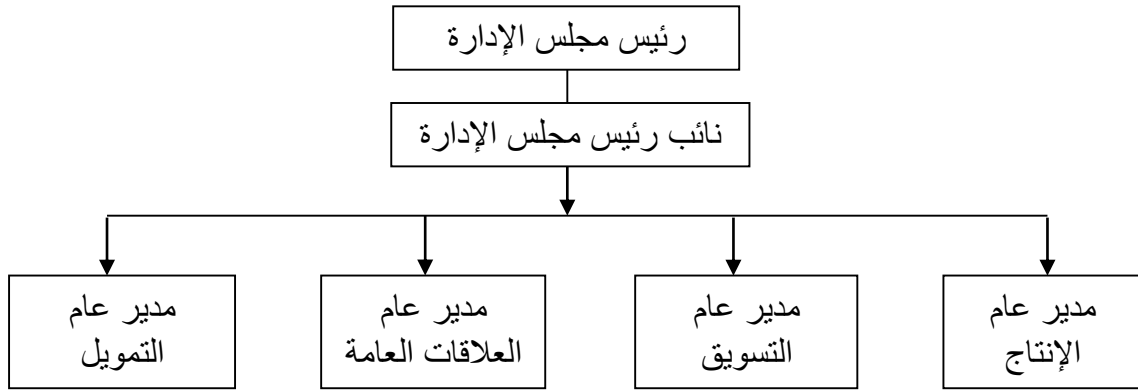 رئيس مجلس الإدارة
نائب رئيس مجلس الإدارة
مدير عام
الإنتاج
مدير عام
التسويق
مدير عام
العلاقات العامة
مدير عام
التمويل